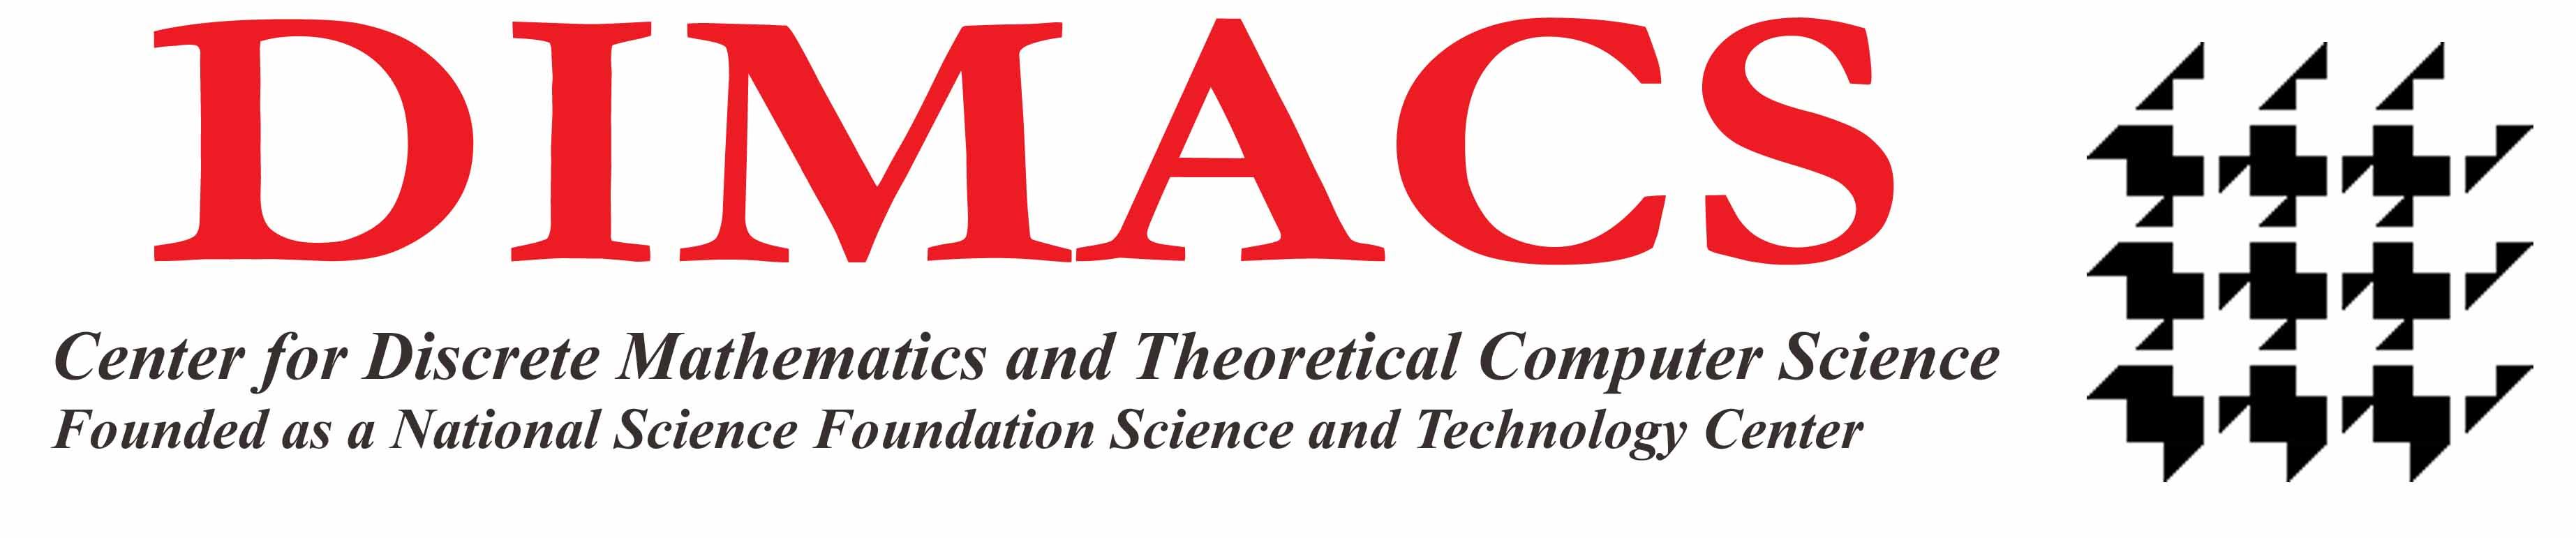 DIMACS
Center for Discrete Mathematics and Theoretical Computer Science
Founded as a National Science Foundation Science and Technology Center